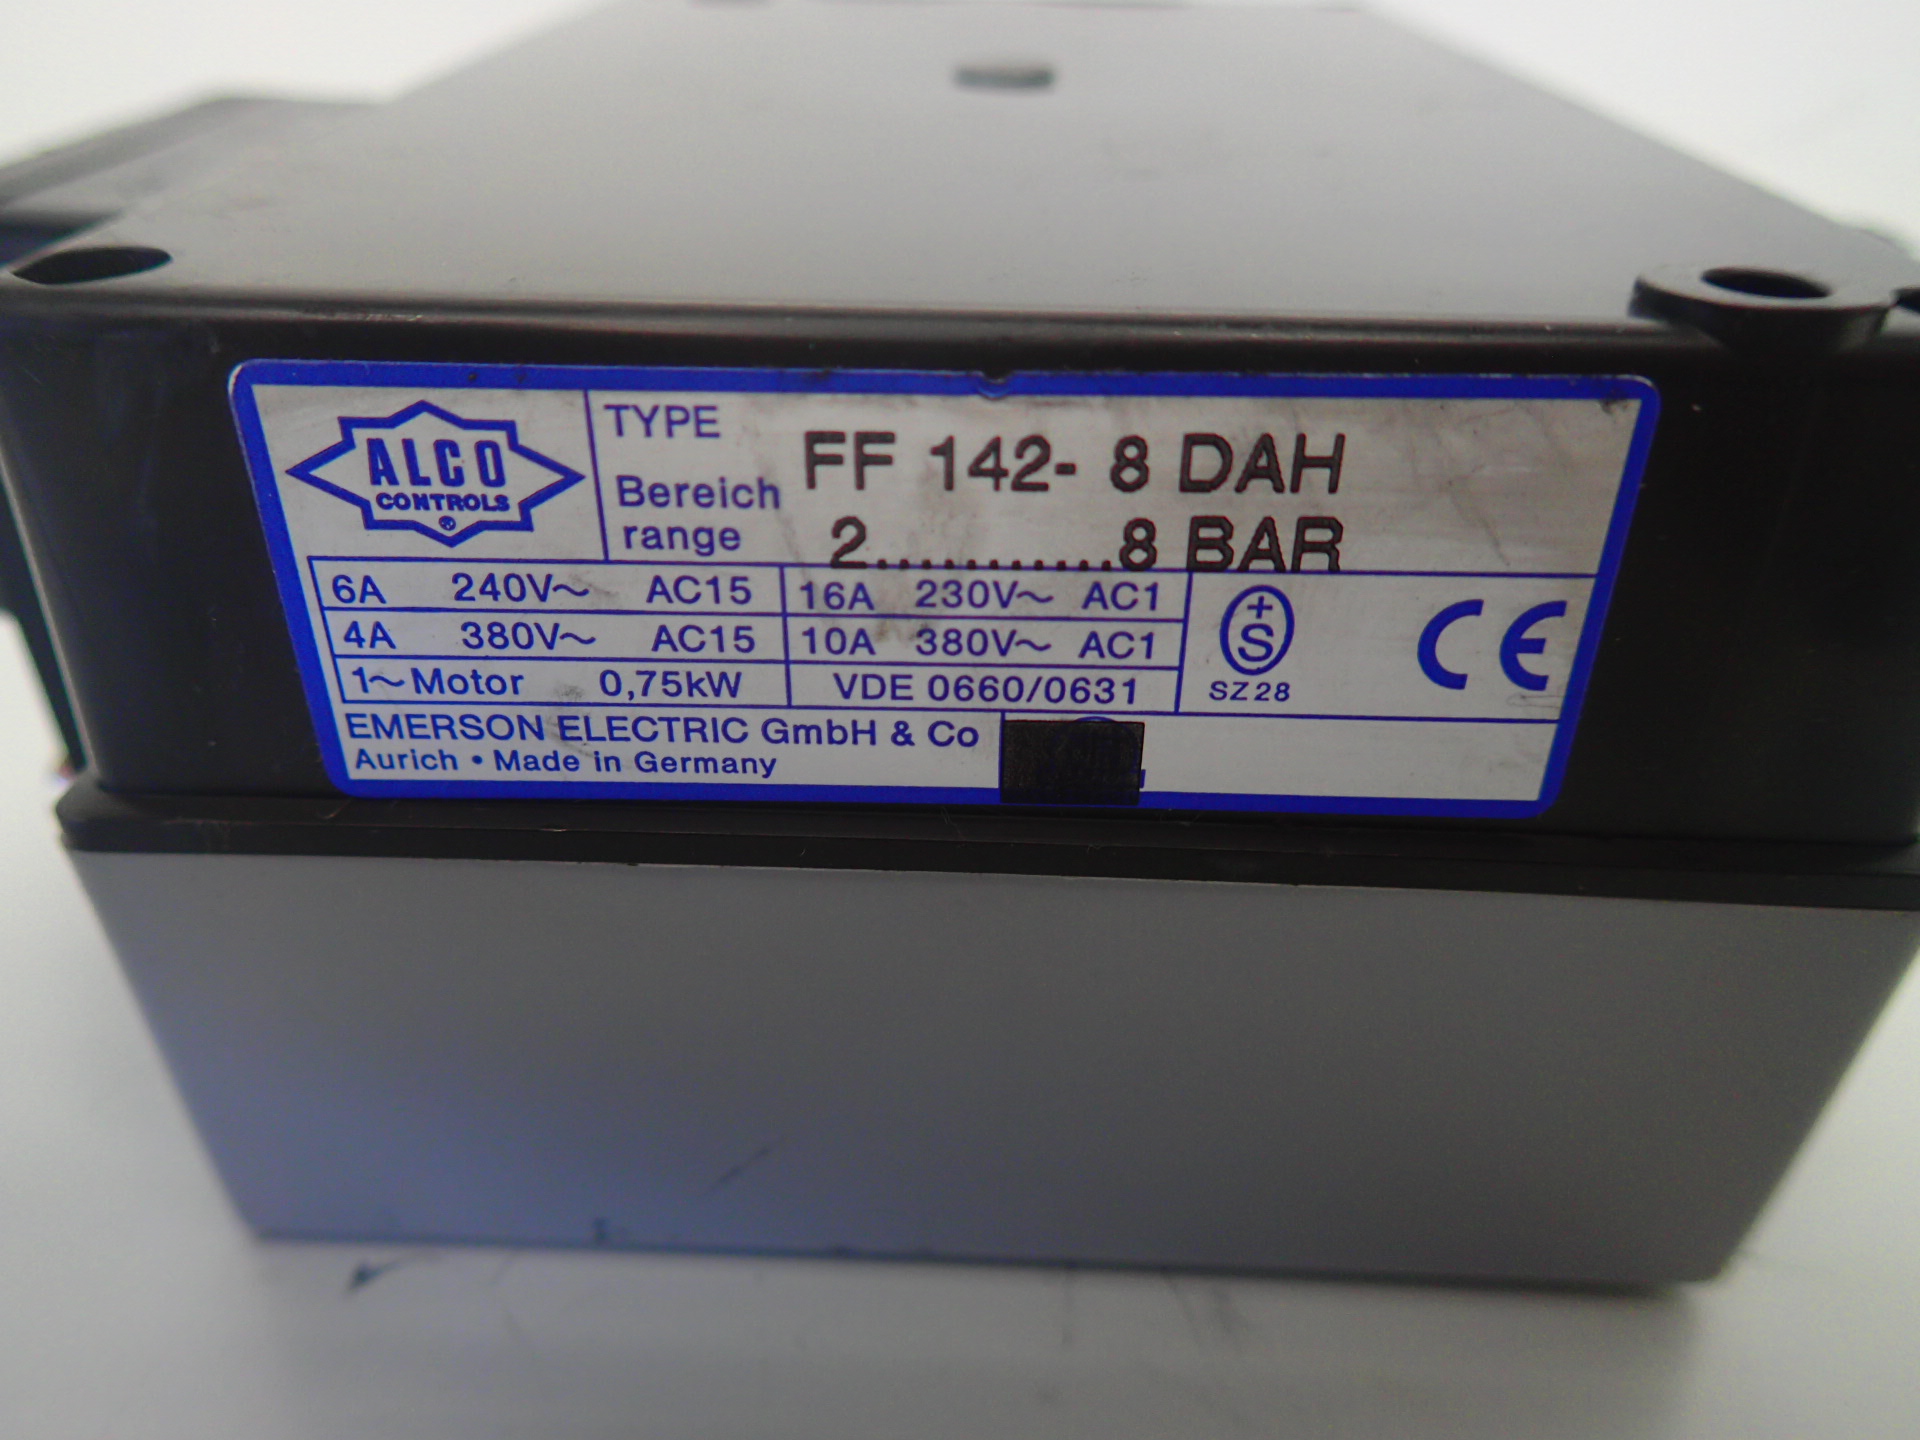 ALCO
CONTROLS
®
TYPE FF 142- 8 DAH
Bereich
range 2............8 BAR
6A 240V~ AC15 16A 230V~ AC1
4A 380V~ AC15 10A 380V~ AC1
1~Motor 0,75kW VDE 0660/0631
+
S
SZ28
CE
EMERSON ELECTRIC GmbH & Co
Aurich • Made in Germany